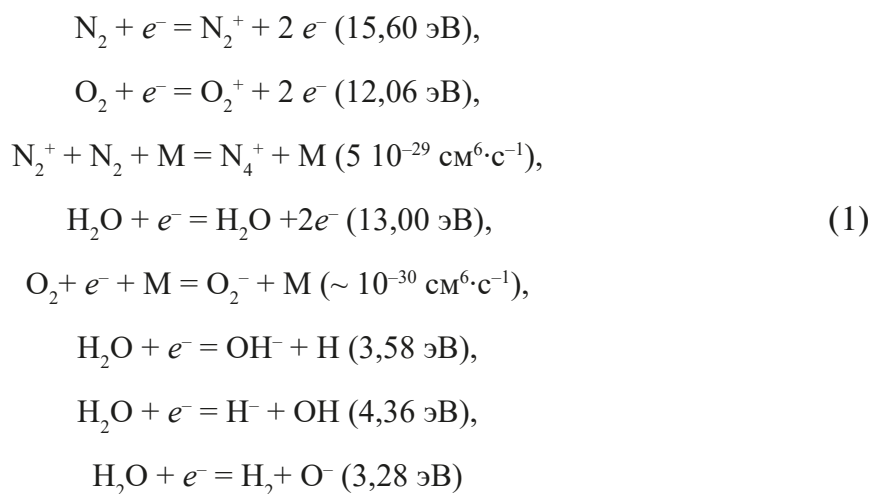 N₂ + e⁻ = N₂⁺ + 2 e⁻ (15,60 эВ),
O₂ + e⁻ = O₂⁺ + 2 e⁻ (12,06 эВ),
N₂⁺ + N₂ + M = N₄⁺ + M (5 10⁻²⁹ см⁶·с⁻¹),
H₂O + e⁻ = H₂O +2e⁻ (13,00 эВ), (1)
O₂+ e⁻ + M = O₂⁻ + M (~ 10⁻³⁰ см⁶·с⁻¹),
H₂O + e⁻ = OH⁻ + H (3,58 эВ),
H₂O + e⁻ = H⁻ + OH (4,36 эВ),
H₂O + e⁻ = H₂+ O⁻ (3,28 эВ)